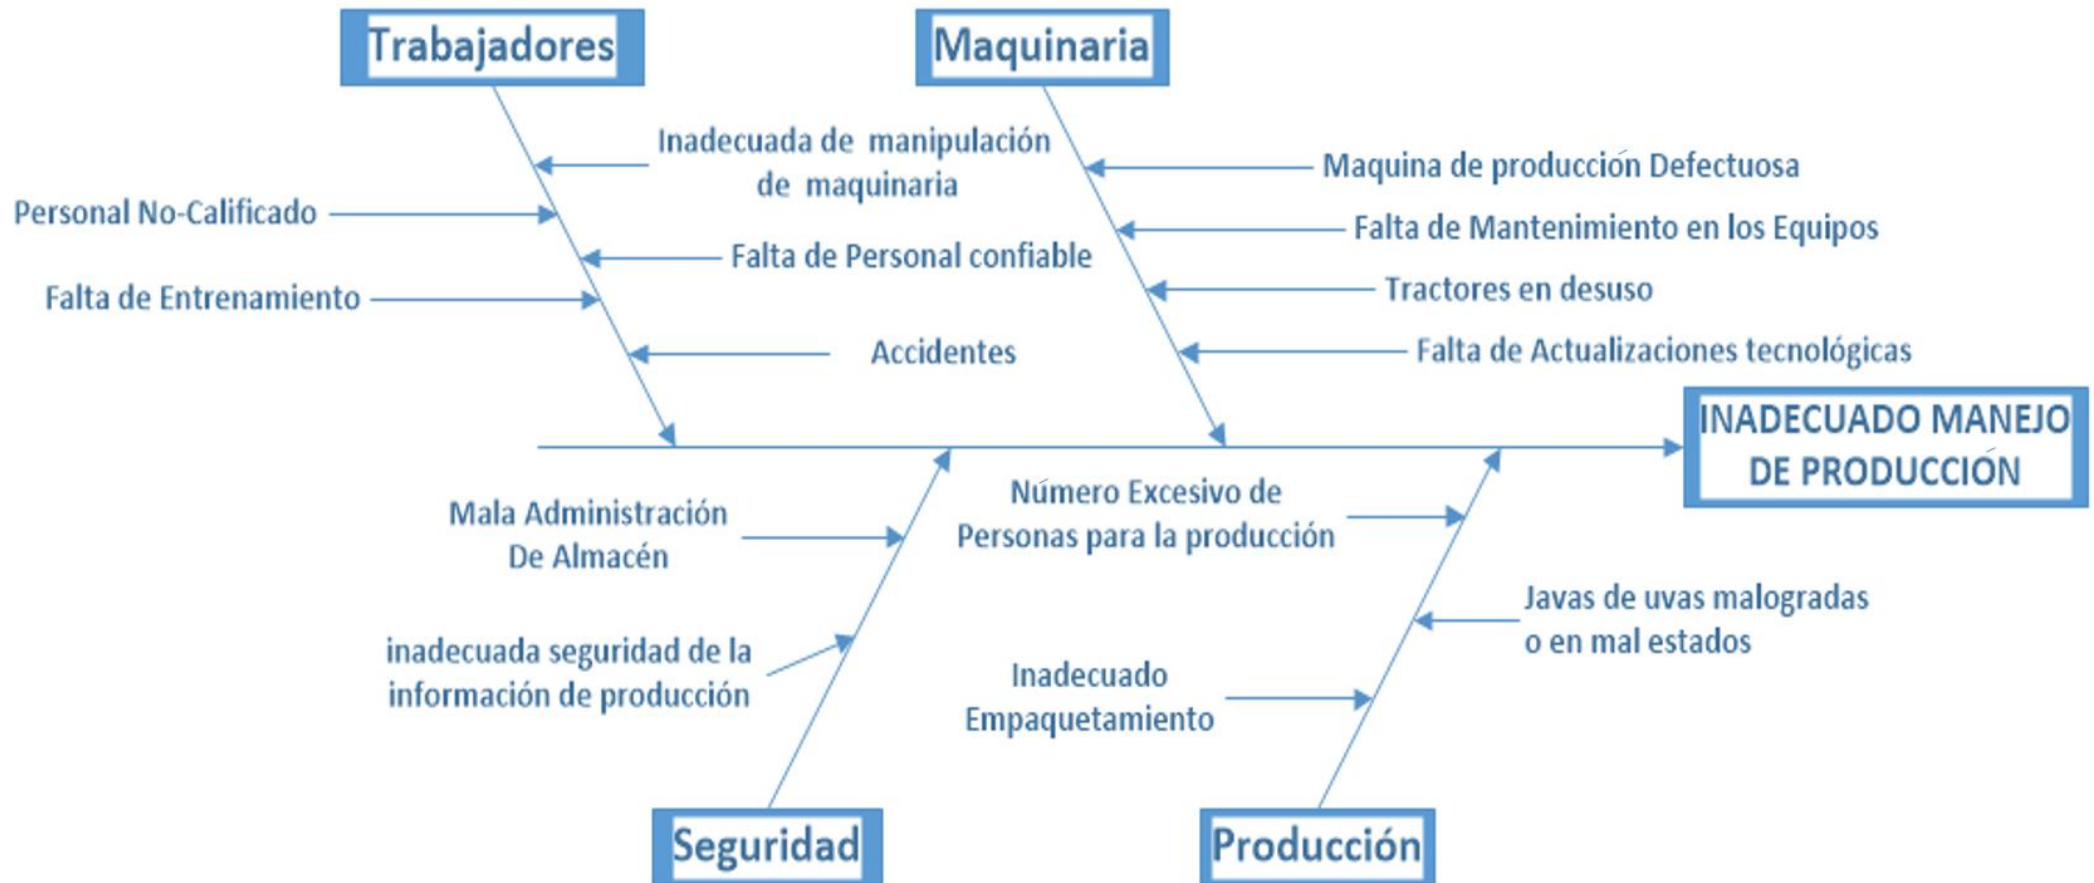 Trabajadores
Maquinaria
Inadecuada de manipulación
de maquinaria
Personal No-Calificado
Falta de Personal confiable
Falta de Entrenamiento
Accidentes
Maquina de producción Defectuosa
Falta de Mantenimiento en los Equipos
Tractores en desuso
Falta de Actualizaciones tecnológicas
INADECUADO MANEJO
DE PRODUCCIÓN
Mala Administración
De Almacén
inadecuada seguridad de la
información de producción
Número Excesivo de
Personas para la producción
Javas de uvas malogradas
o en mal estados
Inadecuado
Empaquetamiento
Seguridad
Producción